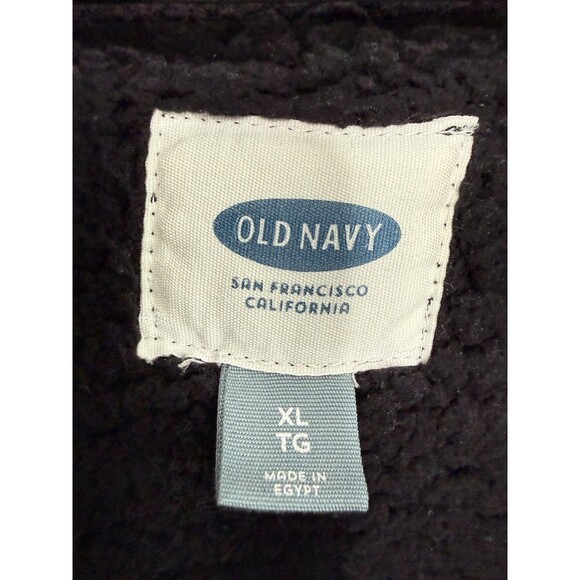 OLD NAVY
SAN FRANCISCO
CALIFORNIA
XL
TG
MADE IN
EGYPT